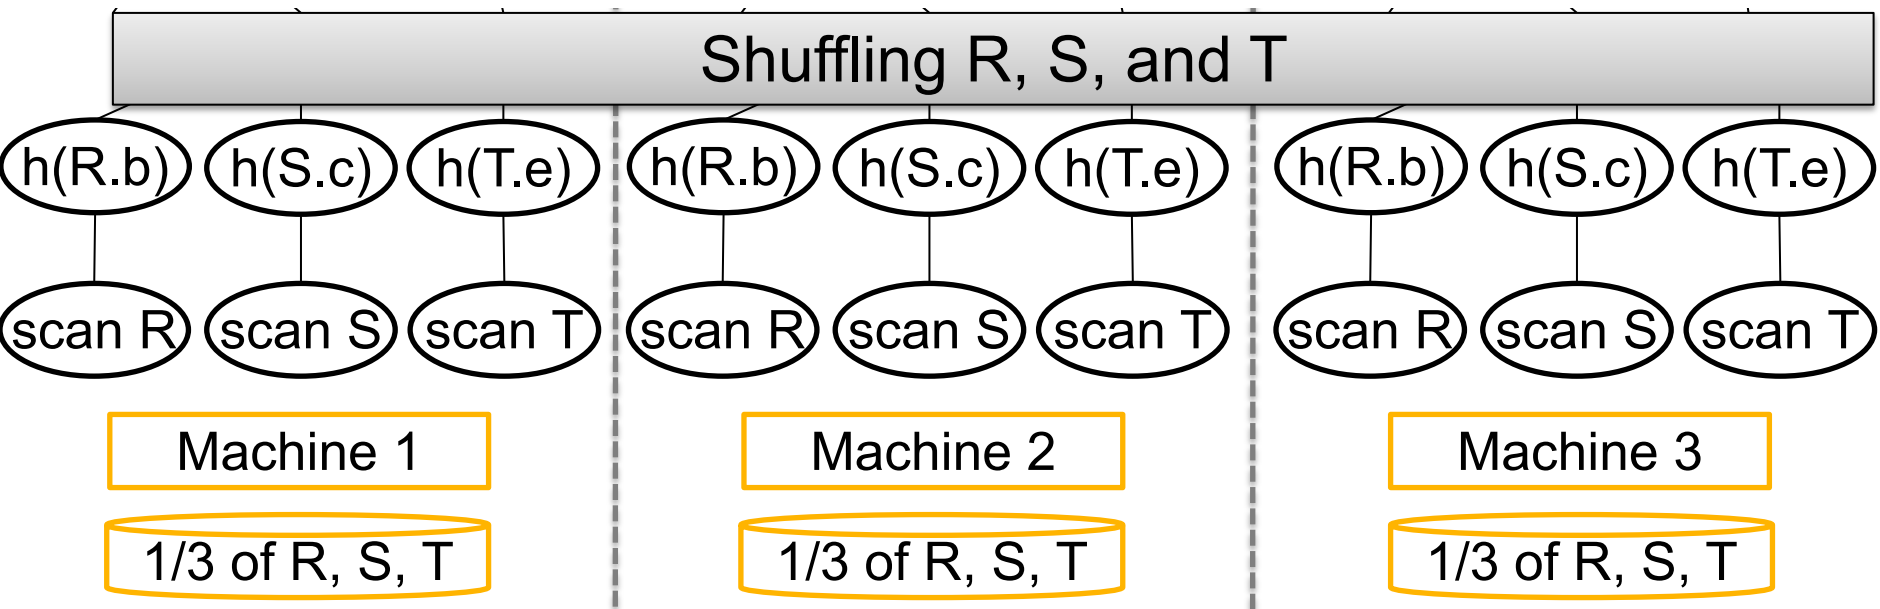 Shuffling R, S, and T
h(R.b) h(S.c) h(T.e) h(R.b) h(S.c) h(T.e) h(R.b) h(S.c) h(T.e)
scan R scan S scan T scan R scan S scan T scan R scan S scan T
Machine 1 Machine 2 Machine 3
1/3 of R, S, T 1/3 of R, S, T 1/3 of R, S, T